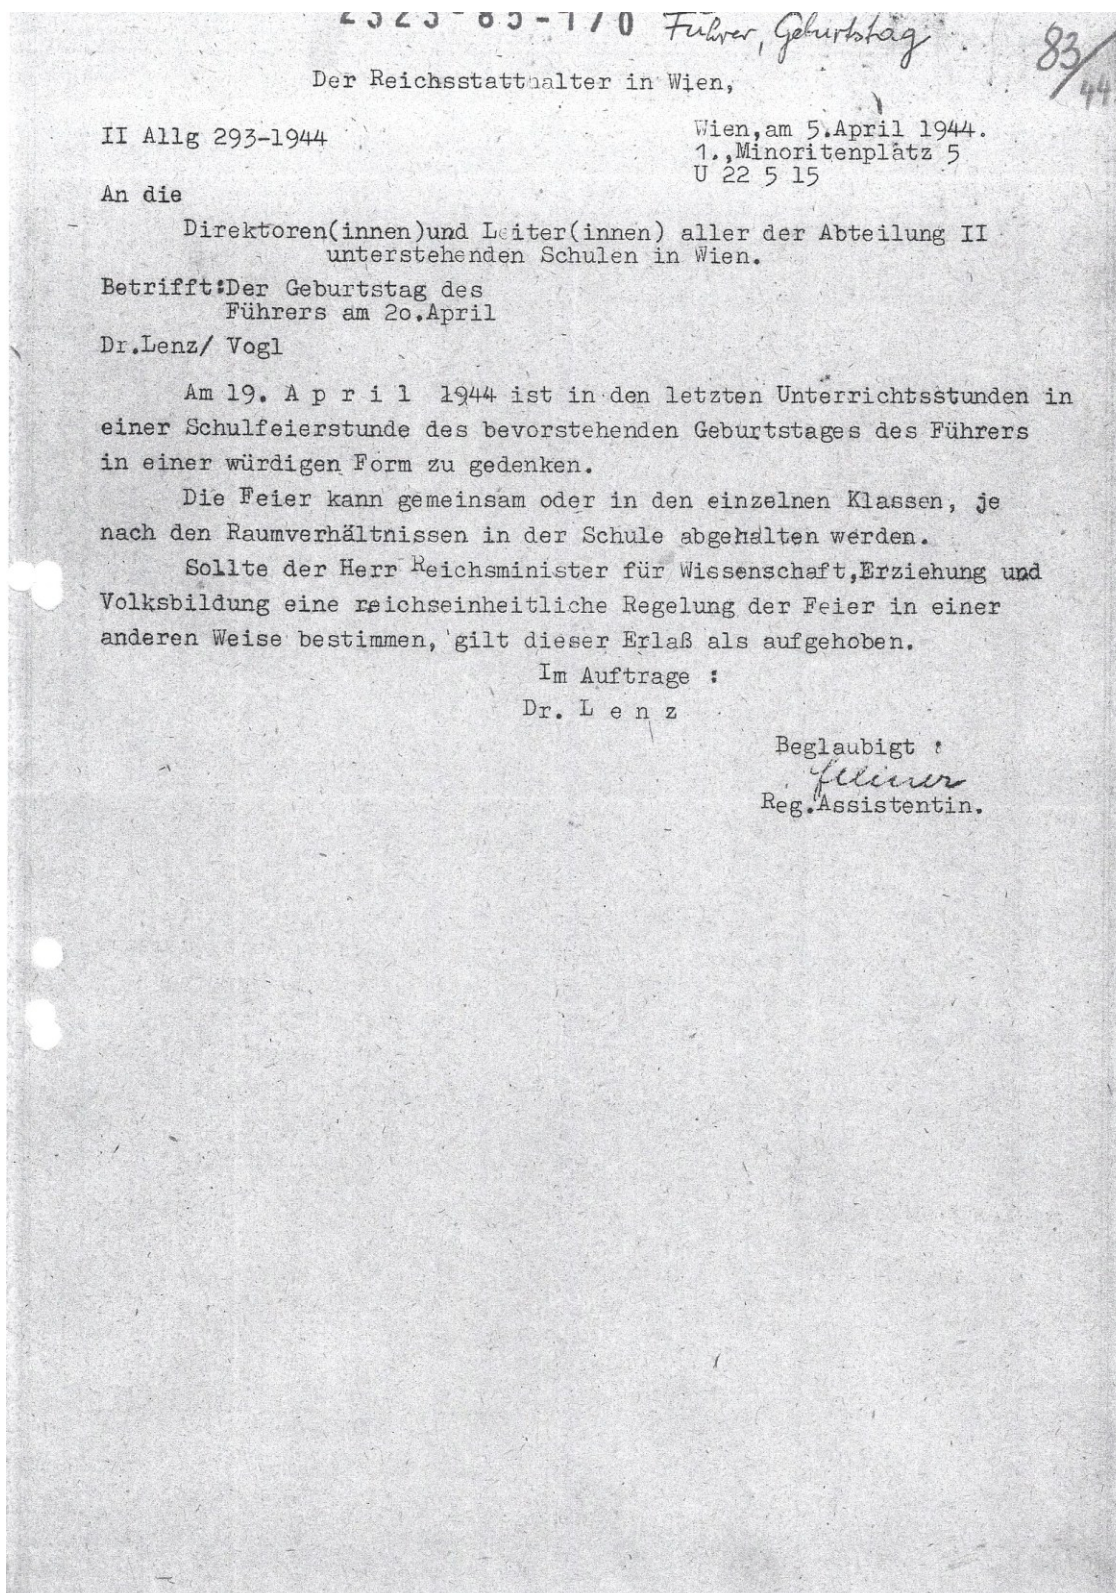 2323-85-170 Führer, Geburtstag
83/44
Der Reichsstatthalter in Wien,
II Allg 293-1944
Wien,am 5.April 1944.
1.,Minoritenplatz 5
U 22 5 15
An die
Direktoren(innen)und Leiter(innen) aller der Abteilung II
unterstehenden Schulen in Wien.
Betrifft:Der Geburtstag des
Führers am 2o.April
Dr.Lenz/ Vogl
Am 19. A p r i l 1944 ist in den letzten Unterrichtsstunden in
einer Schulfeierstunde des bevorstehenden Geburtstages des Führers
in einer würdigen Form zu gedenken.
Die Feier kann gemeinsam oder in den einzelnen Klassen, je
nach den Raumverhältnissen in der Schule abgehalten werden.
Sollte der Herr Reichsminister für Wissenschaft,Erziehung und
Volksbildung eine reichseinheitliche Regelung der Feier in einer
anderen Weise bestimmen, gilt dieser Erlaß als aufgehoben.
Im Auftrage :
Dr. L e n z
Beglaubigt :
Reg.Assistentin.